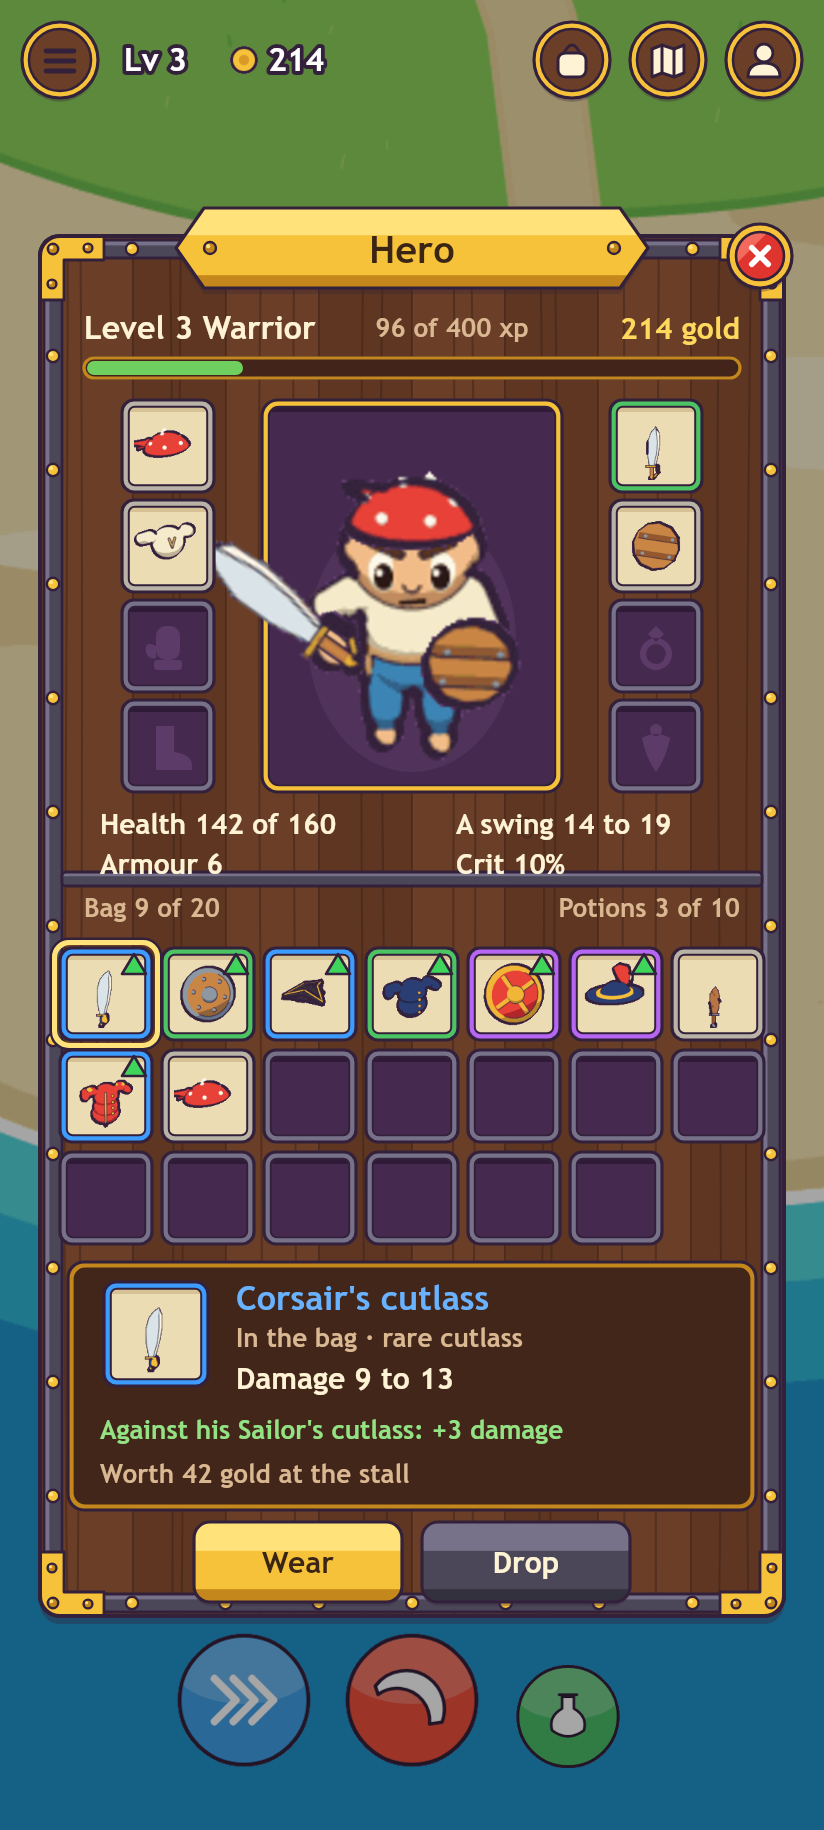 Lv 3
214
Hero
Level 3 Warrior
96 of 400 xp
214 gold
Health 142 of 160
A swing 14 to 19
Armour 6
Crit 10%
Bag 9 of 20
Potions 3 of 10
Corsair's cutlass
In the bag · rare cutlass
Damage 9 to 13
Against his Sailor's cutlass: +3 damage
Worth 42 gold at the stall
Wear
Drop